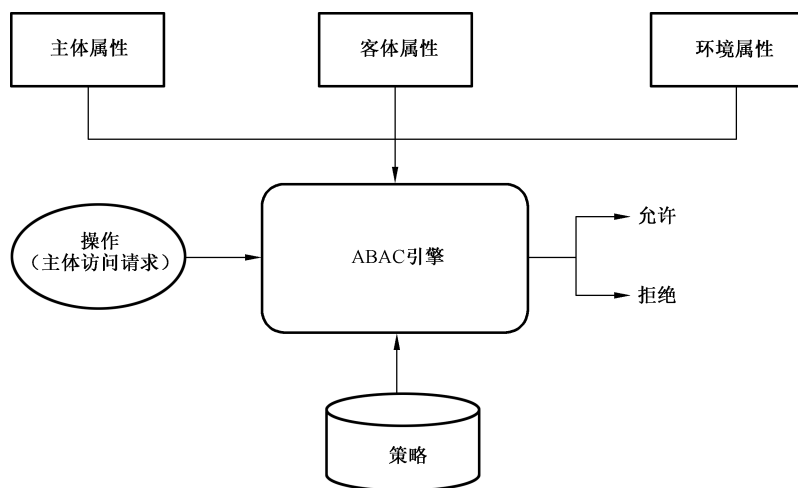 主体属性
客体属性
环境属性
操作
（主体访问请求）
ABAC引擎
允许
拒绝
策略